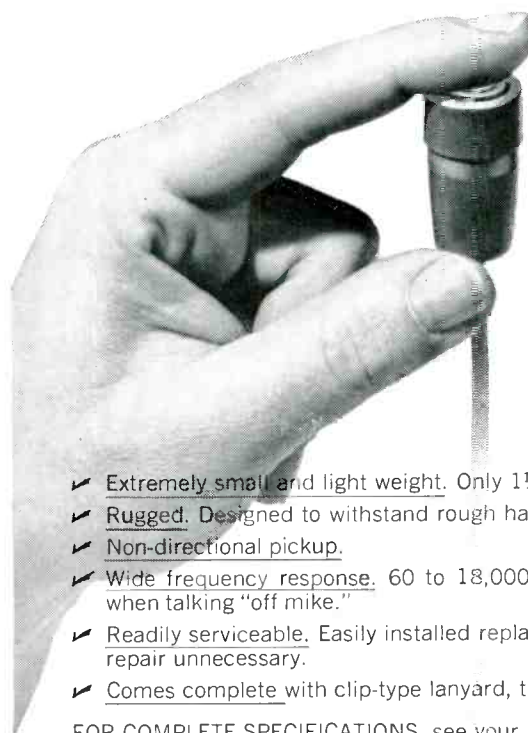 ✓ Extremely small and light weight. Only 1
✓ Rugged. Designed to withstand rough ha
✓ Non-directional pickup.
✓ Wide frequency response. 60 to 18,000
when talking "off mike."
✓ Readily serviceable. Easily installed repla
repair unnecessary.
✓ Comes complete with clip-type lanyard, t
FOR COMPLETE SPECIFICATIONS, see your